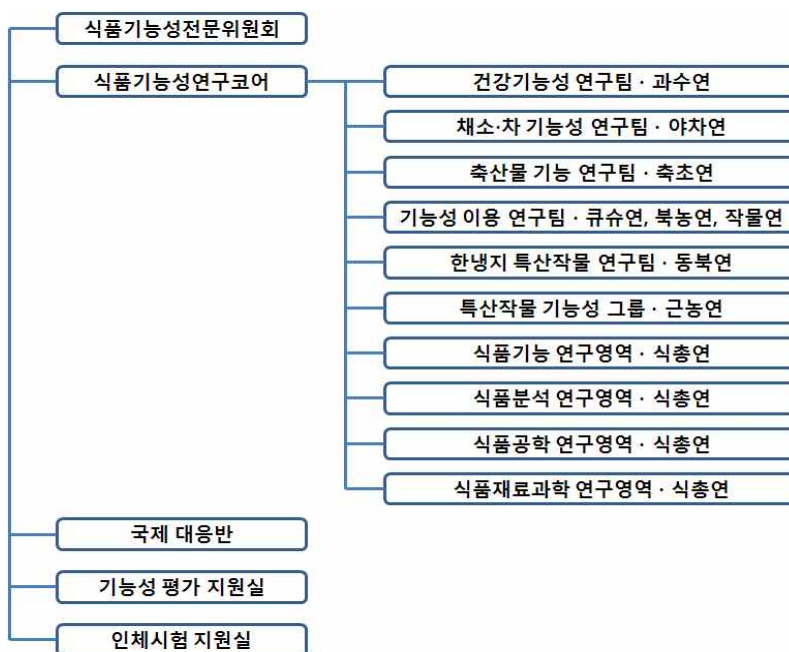 식품기능성전문위원회
식품기능성연구코어
건강기능성 연구팀 · 과수연
채소·차 기능성 연구팀 · 야차연
축산물 기능 연구팀 · 축초연
기능성 이용 연구팀 · 큐슈연, 북농연, 작물연
한냉지 특산작물 연구팀 · 동북연
특산작물 기능성 그룹 · 근농연
식품기능 연구영역 · 식총연
식품분석 연구영역 · 식총연
식품공학 연구영역 · 식총연
식품재료과학 연구영역 · 식총연
국제 대응반
기능성 평가 지원실
인체시험 지원실